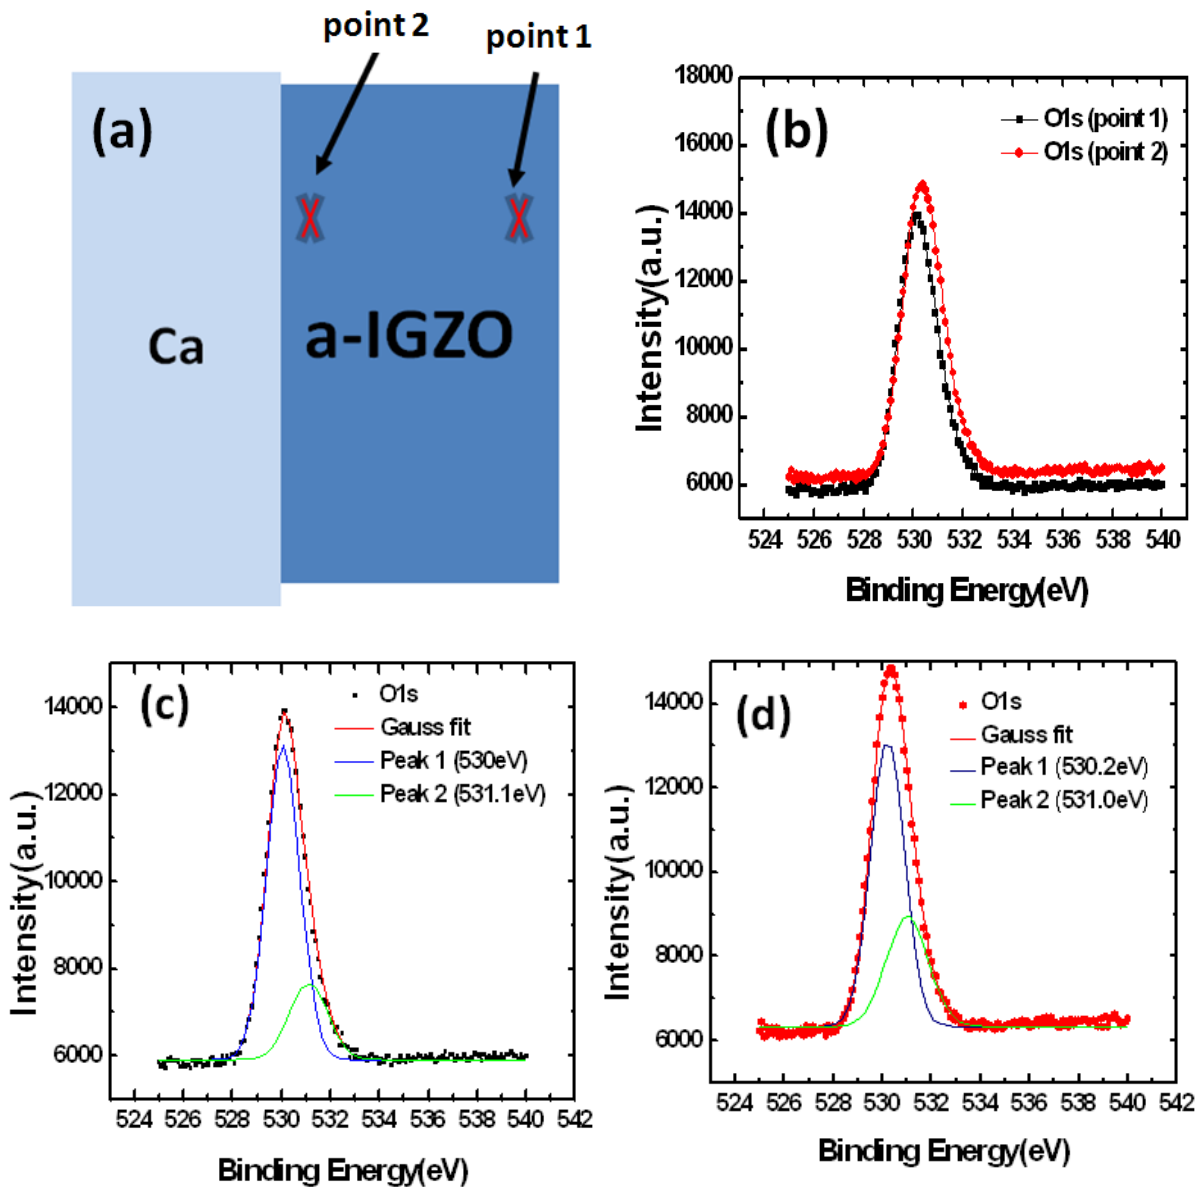 point 2
point 1
(a)
Ca
a-IGZO
(b)
O1s (point 1)
O1s (point 2)
18000
16000
14000
12000
10000
8000
6000
Intensity(a.u.)
524 526 528 530 532 534 536 538 540
Binding Energy(eV)
(c)
O1s
Gauss fit
Peak 1 (530eV)
Peak 2 (531.1eV)
14000
12000
10000
8000
6000
Intensity(a.u.)
524 526 528 530 532 534 536 538 540 542
Binding Energy(eV)
(d)
O1s
Gauss fit
Peak 1 (530.2eV)
Peak 2 (531.0eV)
14000
12000
10000
8000
6000
Intensity(a.u.)
524 526 528 530 532 534 536 538 540 542
Binding Energy(eV)